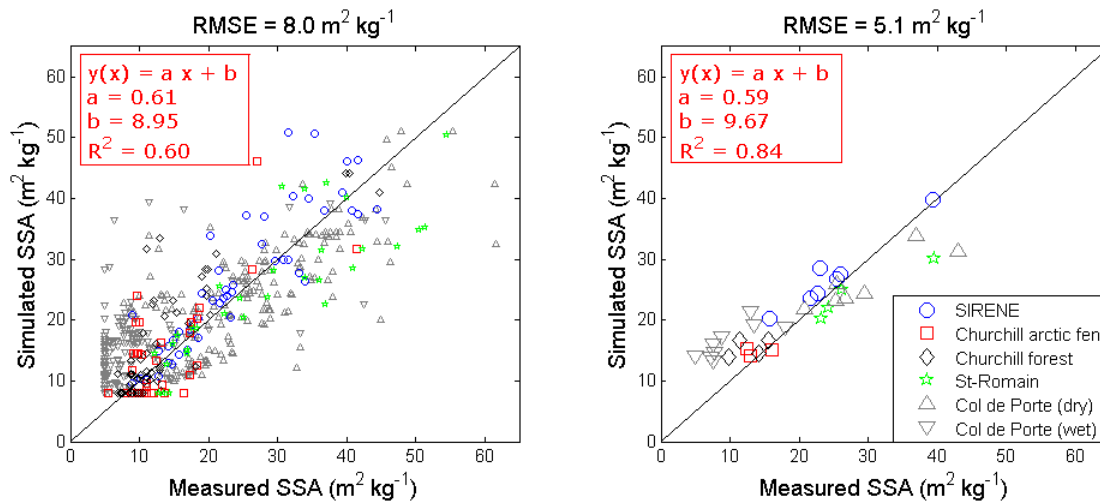 RMSE = 8.0 m² kg⁻¹
y(x) = a x + b
a = 0.61
b = 8.95
R² = 0.60
Simulated SSA (m² kg⁻¹)
60
50
40
30
20
10
0
0 10 20 30 40 50 60
Measured SSA (m² kg⁻¹)
RMSE = 5.1 m² kg⁻¹
y(x) = a x + b
a = 0.59
b = 9.67
R² = 0.84
Simulated SSA (m² kg⁻¹)
60
50
40
30
20
10
0
SIRENE
Churchill arctic fen
Churchill forest
St-Romain
Col de Porte (dry)
Col de Porte (wet)
0 10 20 30 40 50 60
Measured SSA (m² kg⁻¹)